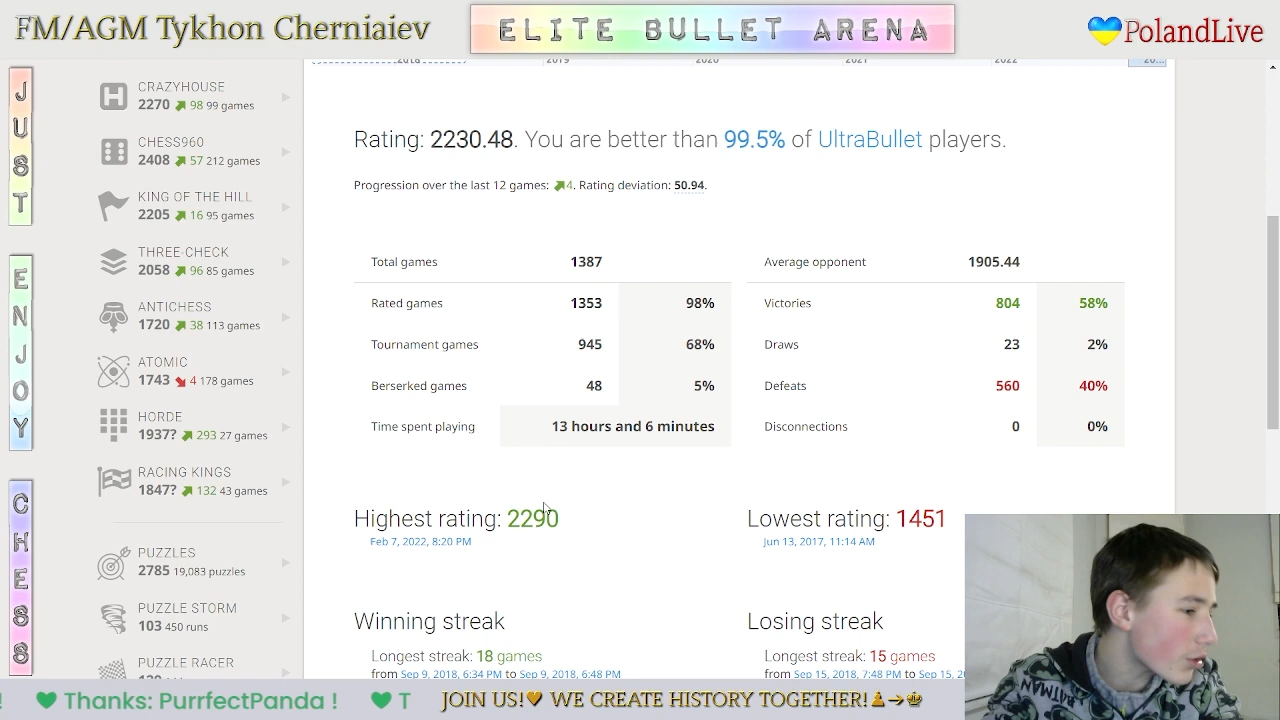 FM/AGM Tykhon Cherniaiev
ELITE BULLET ARENA
PolandLive
JUST
ENJOY
CHESS
2018 2019 2020 2021 2022 20...
CRAZYHOUSE
2270 98 99 games
CHESS960
2408 57 212 games
KING OF THE HILL
2205 16 95 games
THREE-CHECK
2058 96 85 games
ANTICHESS
1720 38 113 games
ATOMIC
1743 4 178 games
HORDE
1937? 293 27 games
RACING KINGS
1847? 132 43 games
PUZZLES
2785 19,083 puzzles
PUZZLE STORM
103 450 runs
PUZZLE RACER
Rating: 2230.48. You are better than 99.5% of UltraBullet players.
Progression over the last 12 games: 4. Rating deviation: 50.94.
Total games 1387
Rated games 1353 98%
Tournament games 945 68%
Berserked games 48 5%
Time spent playing 13 hours and 6 minutes
Average opponent 1905.44
Victories 804 58%
Draws 23 2%
Defeats 560 40%
Disconnections 0 0%
Highest rating: 2290
Feb 7, 2022, 8:20 PM
Lowest rating: 1451
Jun 13, 2017, 11:14 AM
Winning streak
Longest streak: 18 games
from Sep 9, 2018, 6:34 PM to Sep 9, 2018, 6:48 PM
Losing streak
Longest streak: 15 games
from Sep 15, 2018, 7:48 PM to Sep 15, 20
BATMAN
! Thanks: PurrfectPanda ! T
JOIN US! WE CREATE HISTORY TOGETHER!